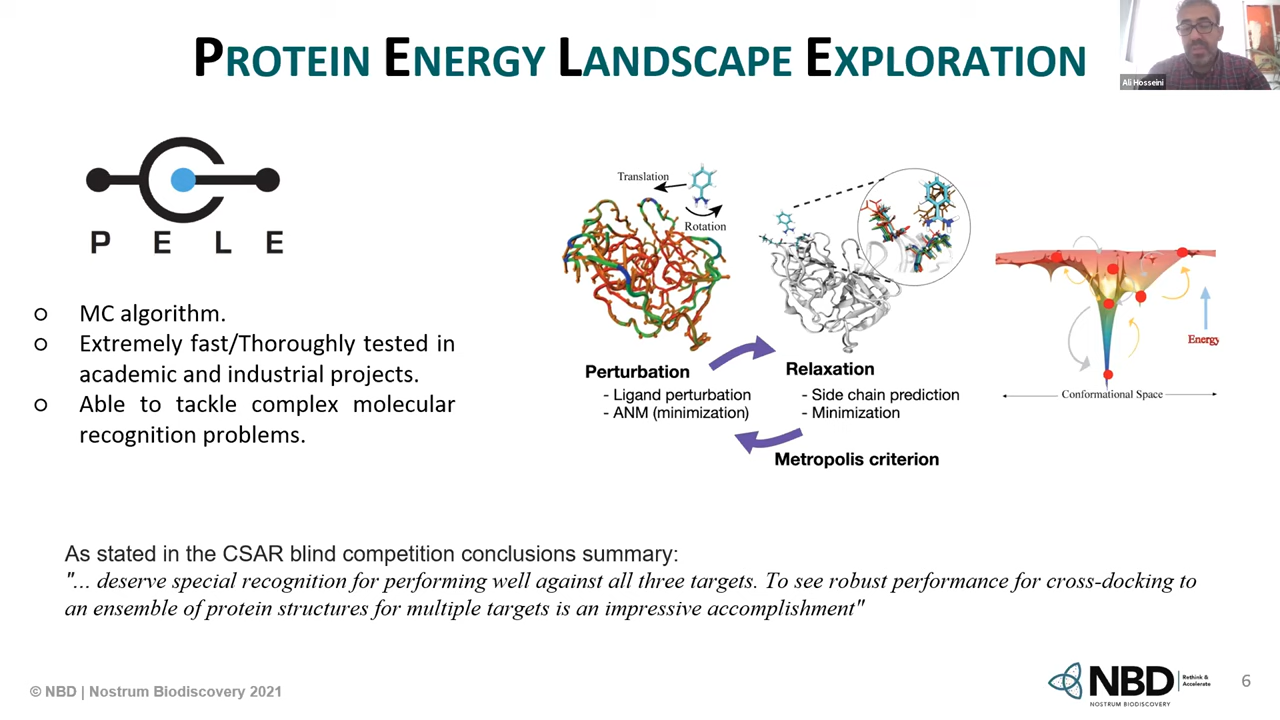 PROTEIN ENERGY LANDSCAPE EXPLORATION
Ali Hosseini
PELE
○ MC algorithm.
○ Extremely fast/Thoroughly tested in
academic and industrial projects.
○ Able to tackle complex molecular
recognition problems.
Translation
Rotation
Perturbation
- Ligand perturbation
- ANM (minimization)
Relaxation
- Side chain prediction
- Minimization
Metropolis criterion
Energy
Conformational Space
As stated in the CSAR blind competition conclusions summary:
"... deserve special recognition for performing well against all three targets. To see robust performance for cross-docking to
an ensemble of protein structures for multiple targets is an impressive accomplishment"
© NBD | Nostrum Biodiscovery 2021
NBD
Rethink &
Accelerate
NOSTRUM BIODISCOVERY
6